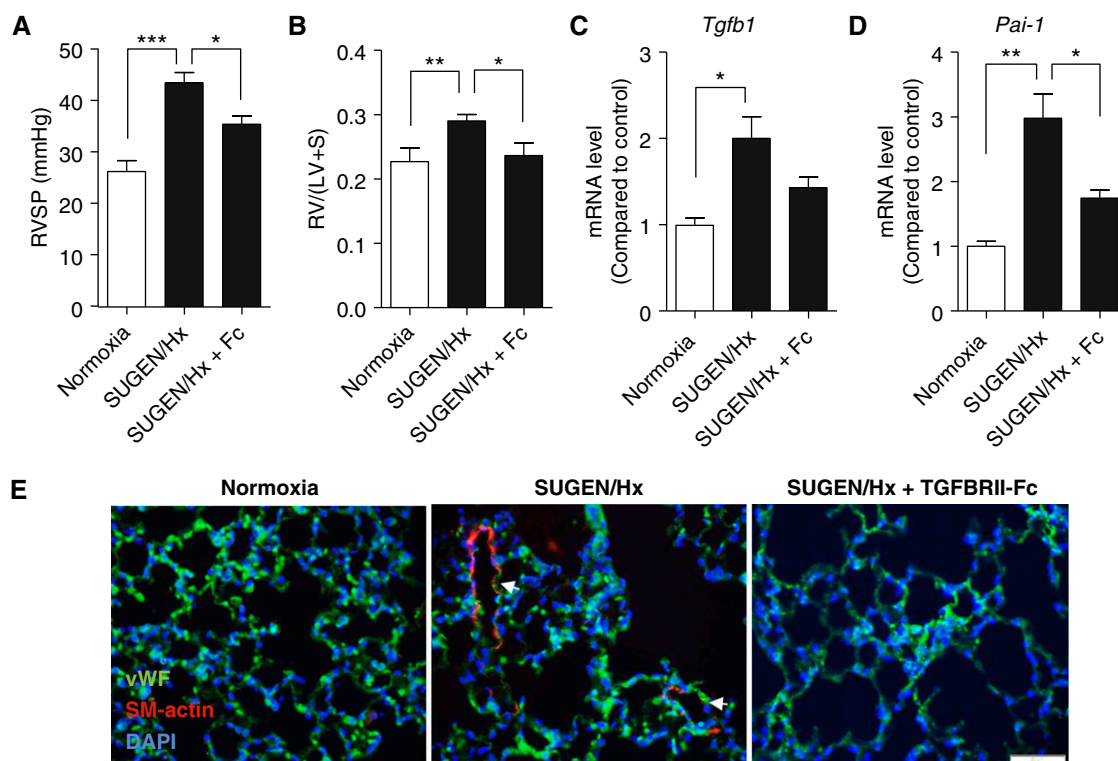 A
RVSP (mmHg)
50
40
30
20
10
0
***
*
Normoxia
SUGEN/Hx
SUGEN/Hx + Fc
B
RV/(LV+S)
0.4
0.3
0.2
0.1
0.0
**
*
Normoxia
SUGEN/Hx
SUGEN/Hx + Fc
C
Tgfb1
mRNA level
(Compared to control)
3
2
1
0
*
Normoxia
SUGEN/Hx
SUGEN/Hx + Fc
D
Pai-1
mRNA level
(Compared to control)
4
3
2
1
0
**
*
Normoxia
SUGEN/Hx
SUGEN/Hx + Fc
E
Normoxia
SUGEN/Hx
SUGEN/Hx + TGFBRII-Fc
vWF
SM-actin
DAPI